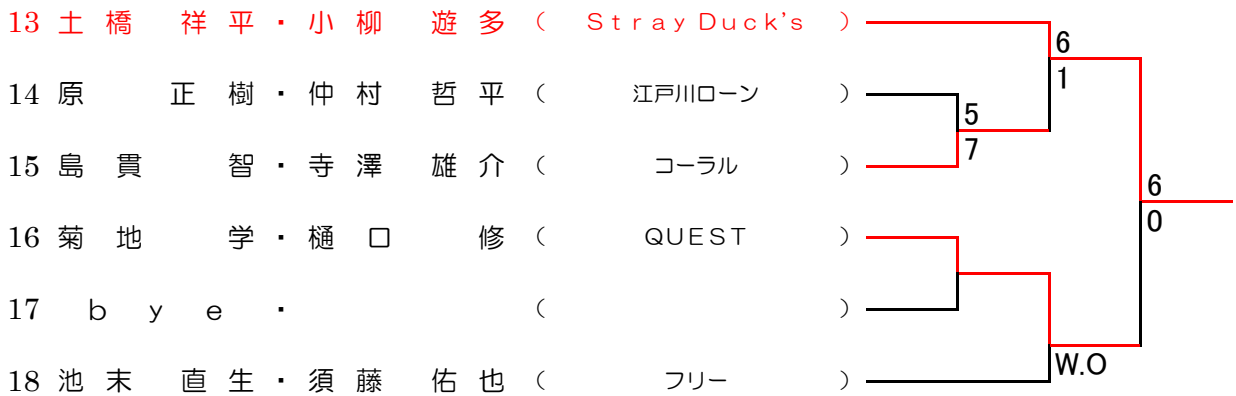 13 土橋 祥平・小柳 遊多 ( Stray Duck's )
6
1
14 原 正樹・仲村 哲平 ( 江戸川ローン )
5
7
15 島貫 智・寺澤 雄介 ( コーラル )
6
0
16 菊地 学・樋口 修 ( QUEST )
17 bye・ ( )
W.O
18 池末 直生・須藤 佑也 ( フリー )